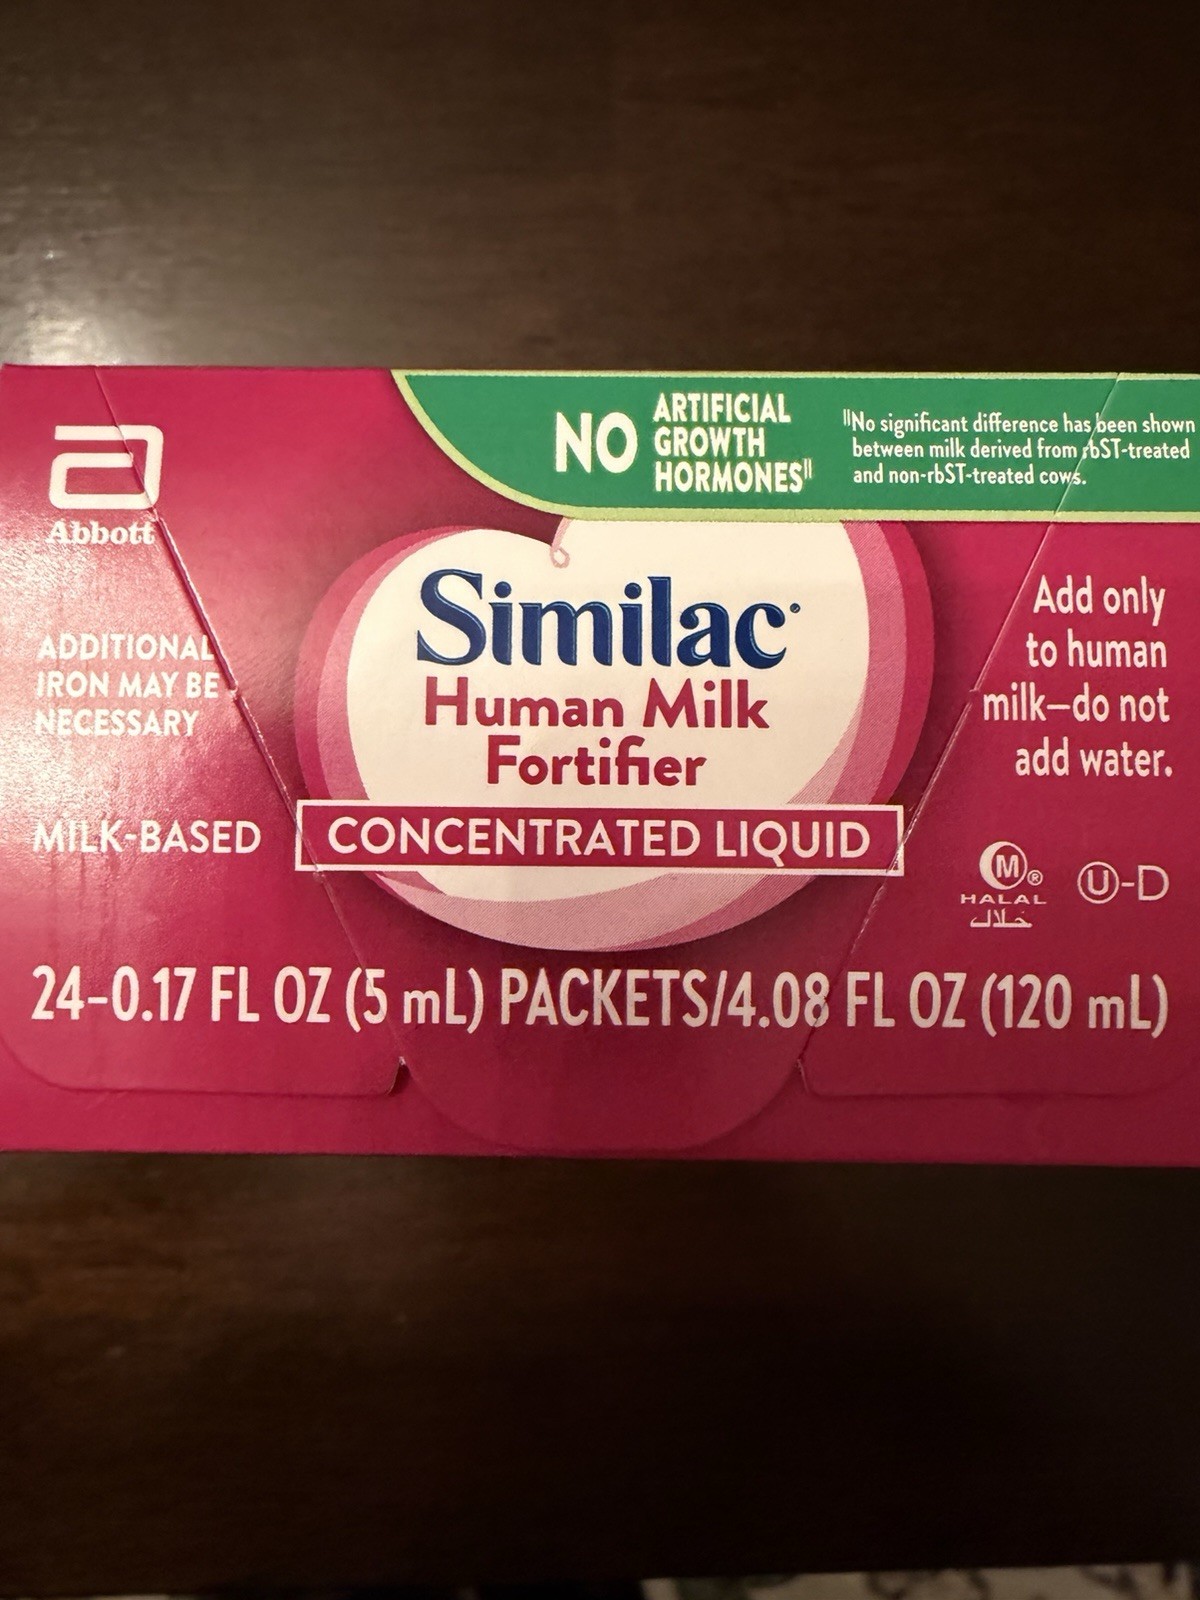 NO ARTIFICIAL
GROWTH
HORMONES||
||No significant difference has been shown
between milk derived from rbST-treated
and non-rbST-treated cows.
a
Abbott
ADDITIONAL
IRON MAY BE
NECESSARY
MILK-BASED
Similac®
Human Milk
Fortifier
CONCENTRATED LIQUID
Add only
to human
milk—do not
add water.
M®
HALAL
حلال
U-D
24-0.17 FL OZ (5 mL) PACKETS/4.08 FL OZ (120 mL)